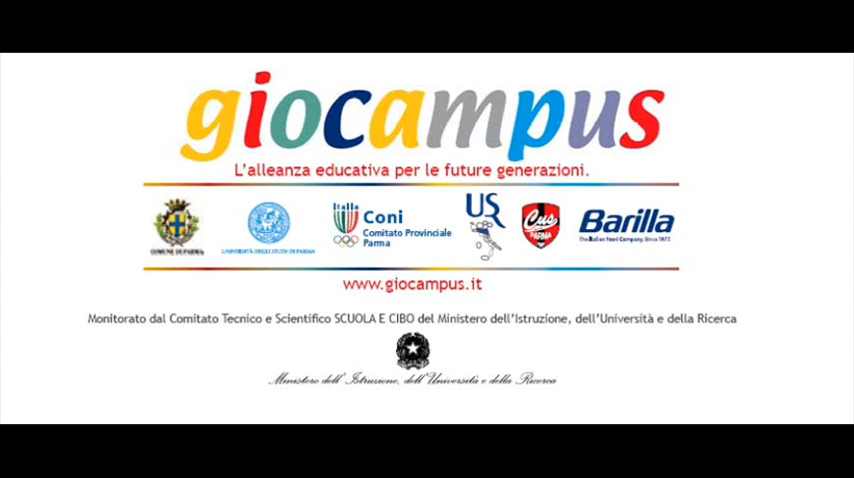 giocampus
L'alleanza educativa per le future generazioni.
COMUNE DI PARMA
UNIVERSITÀ DEGLI STUDI DI PARMA
Italia
Coni
Comitato Provinciale
Parma
US
Cus
PARMA
Barilla
The Italian Food Company. Since 1877.
www.giocampus.it
Monitorato dal Comitato Tecnico e Scientifico SCUOLA E CIBO del Ministero dell'Istruzione, dell'Università e della Ricerca
Ministero dell'Istruzione, dell'Università e della Ricerca